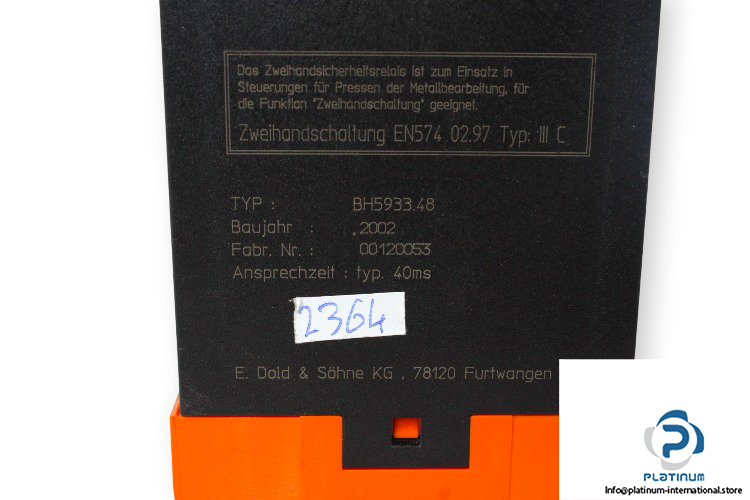 Das Zweihandsicherheitsrelais ist zum Einsatz in
Steuerungen für Pressen der Metallbearbeitung, für
die Funktion "Zweihandschaltung" geeignet.
Zweihandschaltung EN574 02.97 Typ: III C
TYP : BH5933.48
Baujahr : 2002
Fabr. Nr. : 00120053
Ansprechzeit : typ. 40ms
2364
E. Dold & Söhne KG , 78120 Furtwangen
PLATINUM
Info@platinum-international.store